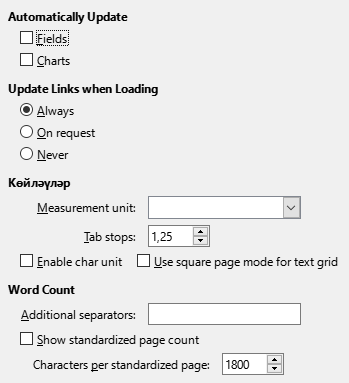 Automatically Update
Fields
Charts
Update Links when Loading
Always
On request
Never
Көйләүләр
Measurement unit:
Tab stops: 1,25
Enable char unit Use square page mode for text grid
Word Count
Additional separators:
Show standardized page count
Characters per standardized page: 1800